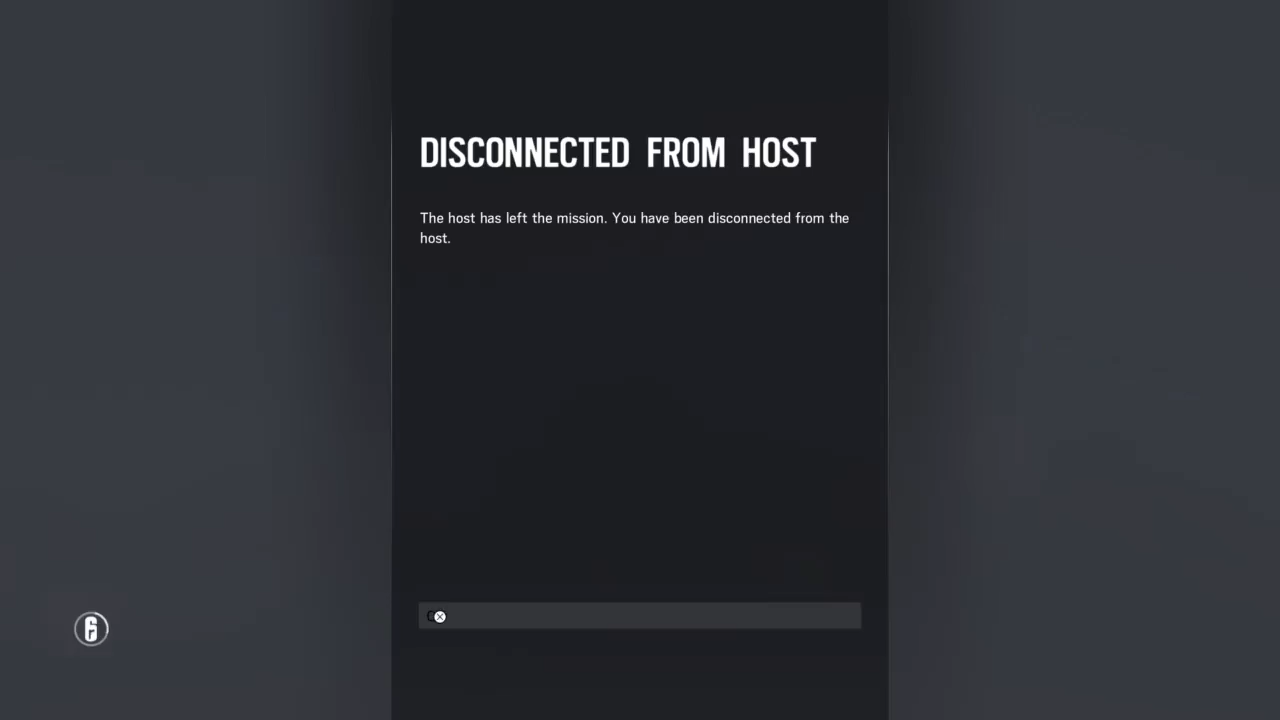 DISCONNECTED FROM HOST
The host has left the mission. You have been disconnected from the
host.